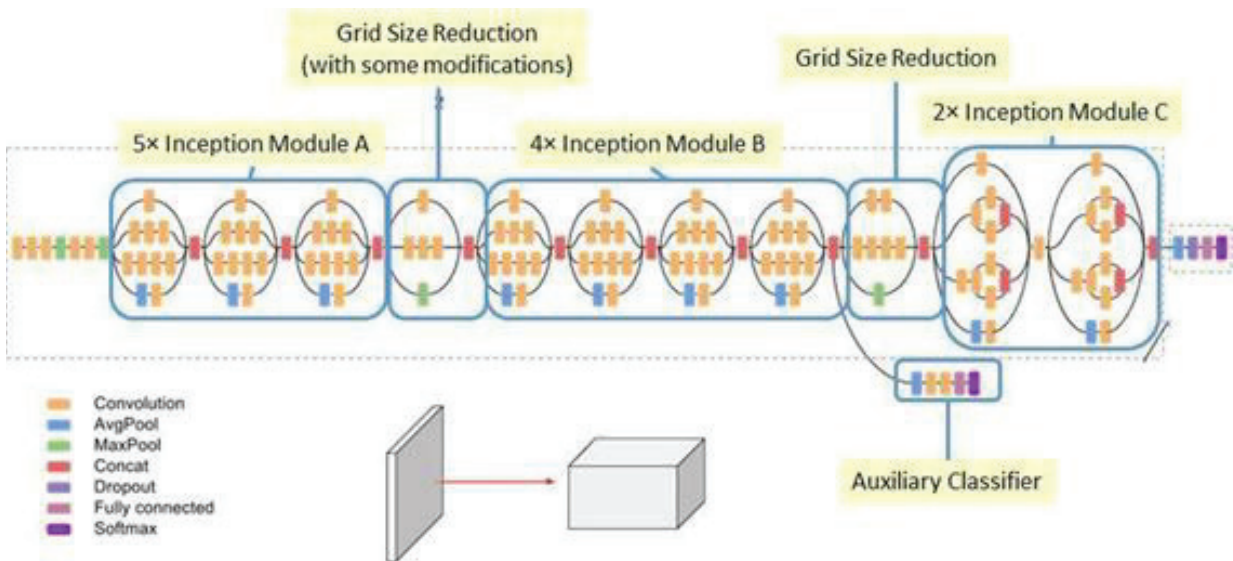 Grid Size Reduction
(with some modifications)
Grid Size Reduction
5× Inception Module A
4× Inception Module B
2× Inception Module C
Convolution
AvgPool
MaxPool
Concat
Dropout
Fully connected
Softmax
Auxiliary Classifier